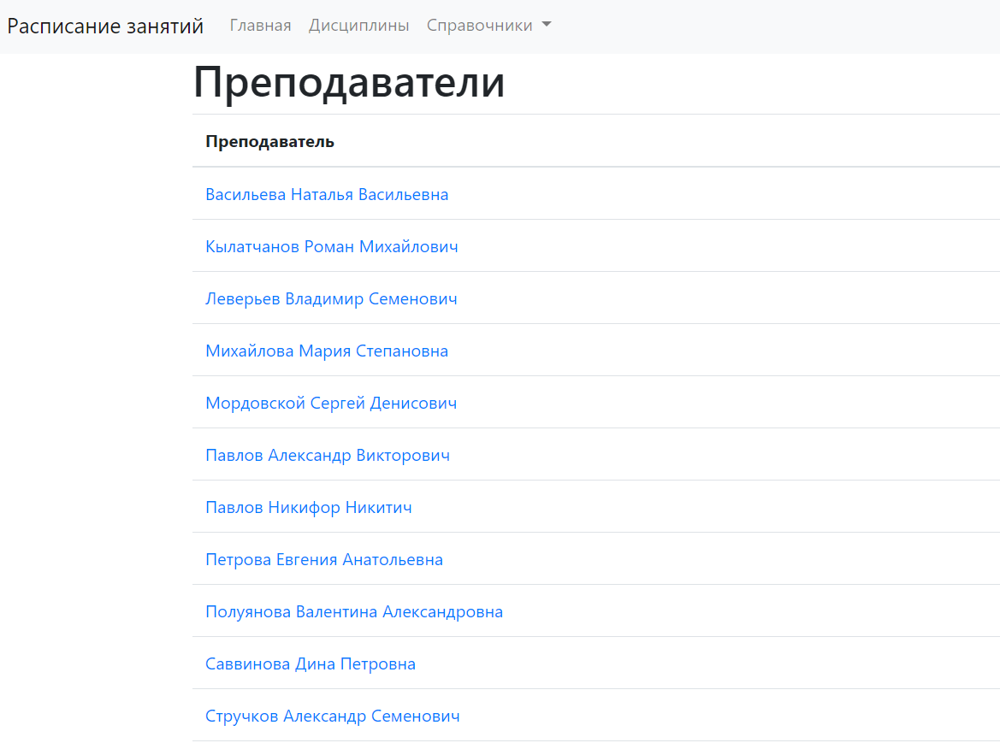 Расписание занятий Главная Дисциплины Справочники
Преподаватели
Преподаватель
Васильева Наталья Васильевна
Кылатчанов Роман Михайлович
Леверьев Владимир Семенович
Михайлова Мария Степановна
Мордовской Сергей Денисович
Павлов Александр Викторович
Павлов Никифор Никитич
Петрова Евгения Анатольевна
Полуянова Валентина Александровна
Саввинова Дина Петровна
Стручков Александр Семенович